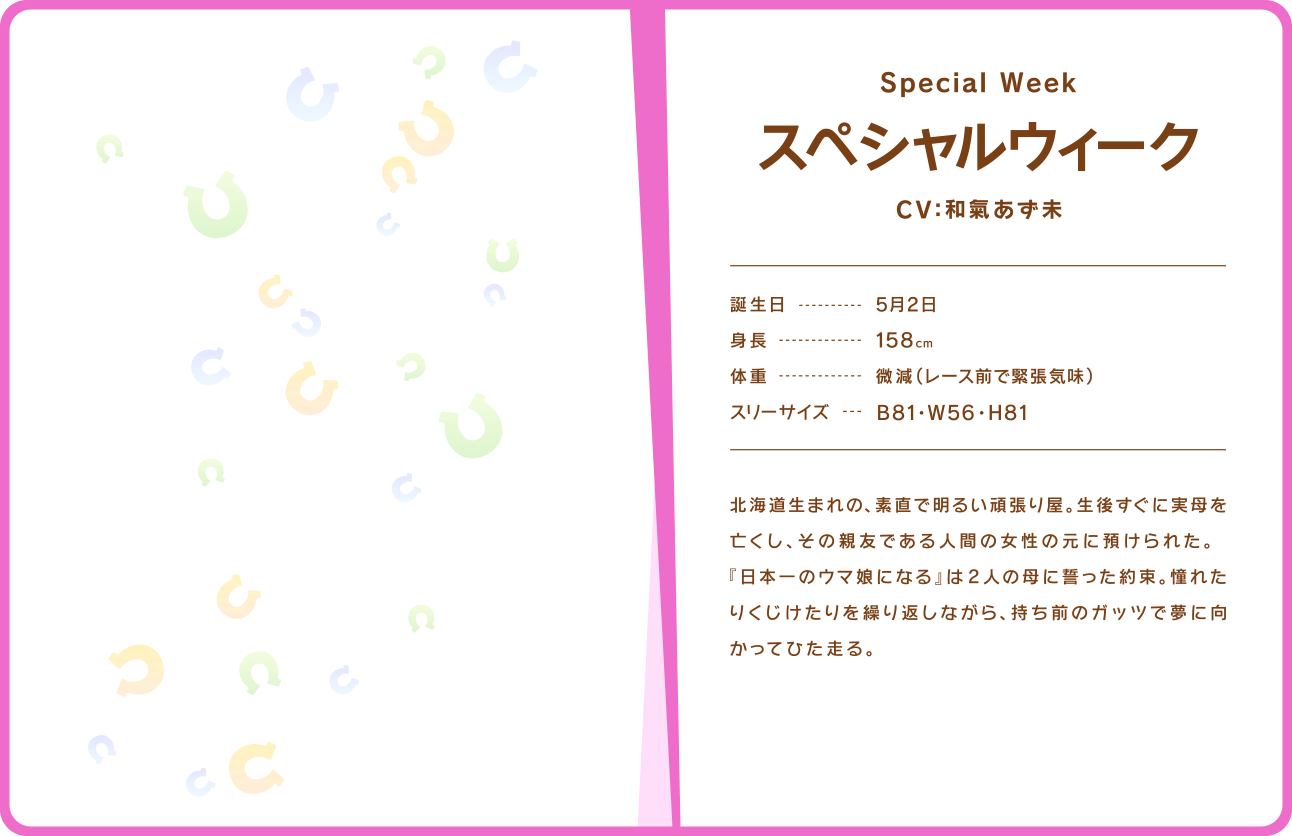 Special Week
スペシャルウィーク
CV:和氣あず未
誕生日 ---------- 5月2日
身長 ------------- 158cm
体重 ------------- 微減(レース前で緊張気味)
スリーサイズ --- B81・W56・H81
北海道生まれの、素直で明るい頑張り屋。生後すぐに実母を
亡くし、その親友である人間の女性の元に預けられた。
『日本一のウマ娘になる』は2人の母に誓った約束。憧れた
りくじけたりを繰り返しながら、持ち前のガッツで夢に向
かってひた走る。